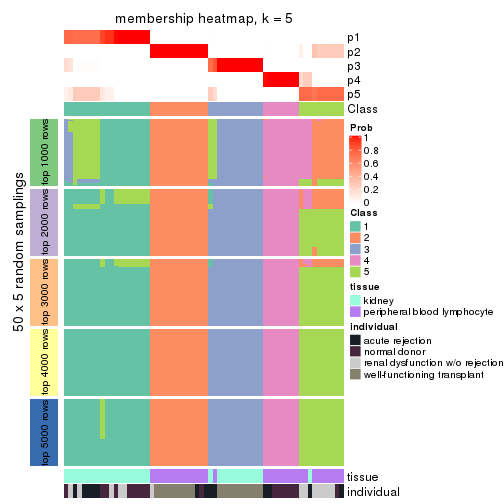 membership heatmap, k = 5
p1
p2
p3
p4
p5
Class
50 x 5 random samplings
top 1000 rows
top 2000 rows
top 3000 rows
top 4000 rows
top 5000 rows
tissue
individual
Prob
1
0.8
0.6
0.4
0.2
0
Class
1
2
3
4
5
tissue
kidney
peripheral blood lymphocyte
individual
acute rejection
normal donor
renal dysfunction w/o rejection
well-functioning transplant